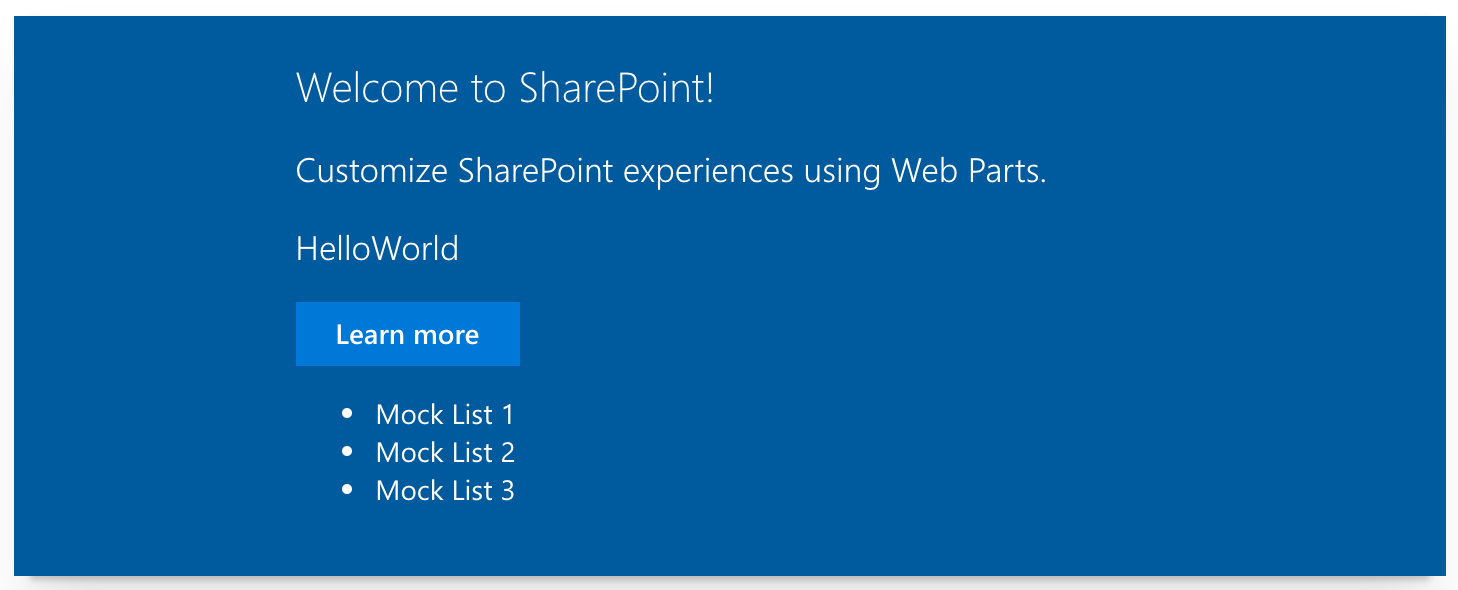 Welcome to SharePoint!
Customize SharePoint experiences using Web Parts.
HelloWorld
Learn more
• Mock List 1
• Mock List 2
• Mock List 3